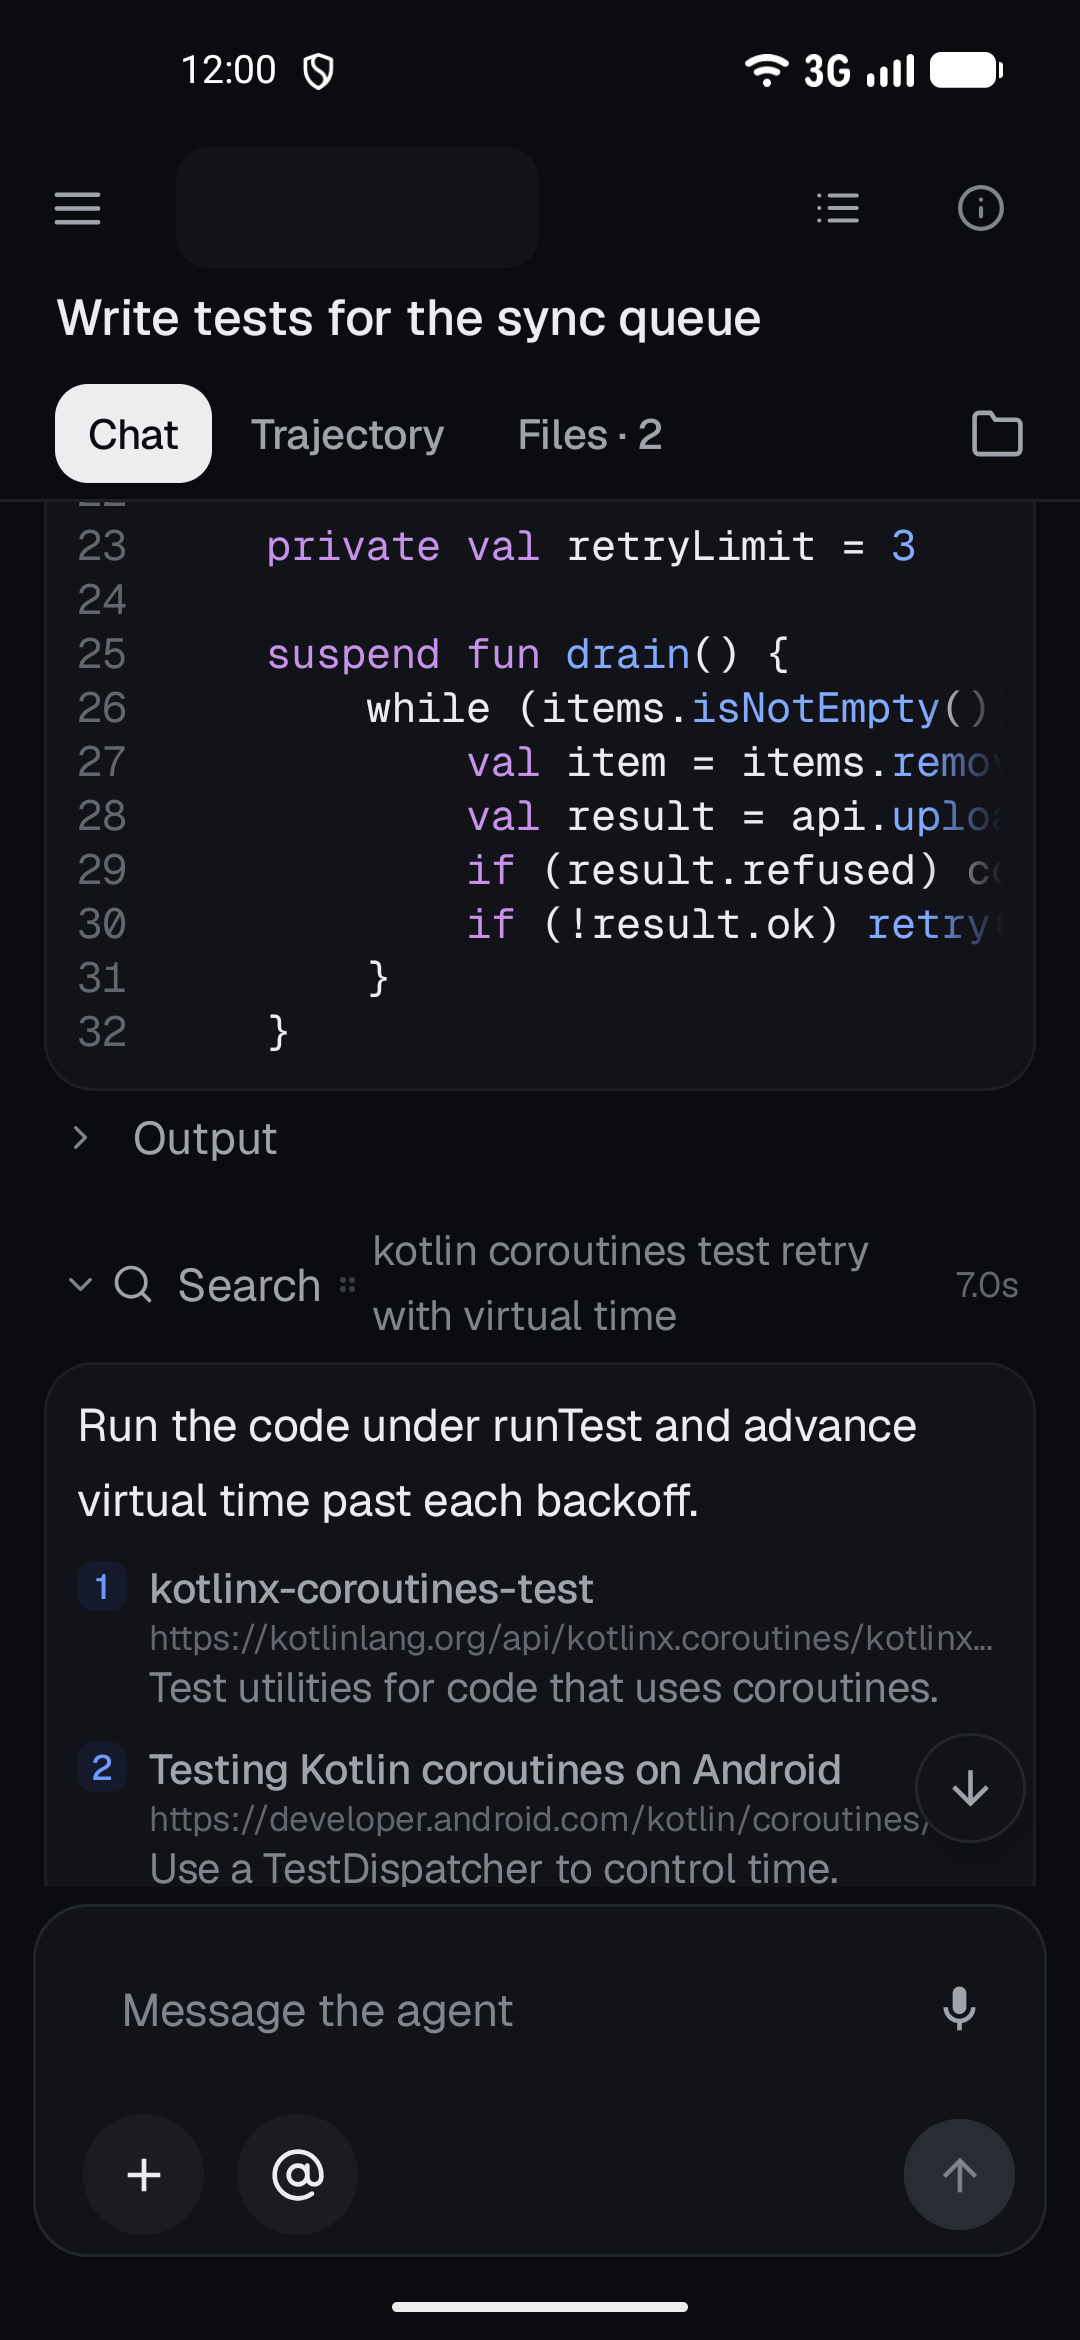 12:00
3G
Write tests for the sync queue
Chat
Trajectory
Files · 2
23 private val retryLimit = 3
24
25 suspend fun drain() {
26 while (items.isNotEmpty()
27 val item = items.remo
28 val result = api.uplo
29 if (result.refused) c
30 if (!result.ok) retry
31 }
32 }
Output
Search
kotlin coroutines test retry
with virtual time
7.0s
Run the code under runTest and advance
virtual time past each backoff.
1 kotlinx-coroutines-test
https://kotlinlang.org/api/kotlinx.coroutines/kotlinx...
Test utilities for code that uses coroutines.
2 Testing Kotlin coroutines on Android
https://developer.android.com/kotlin/coroutines/
Use a TestDispatcher to control time.
Message the agent